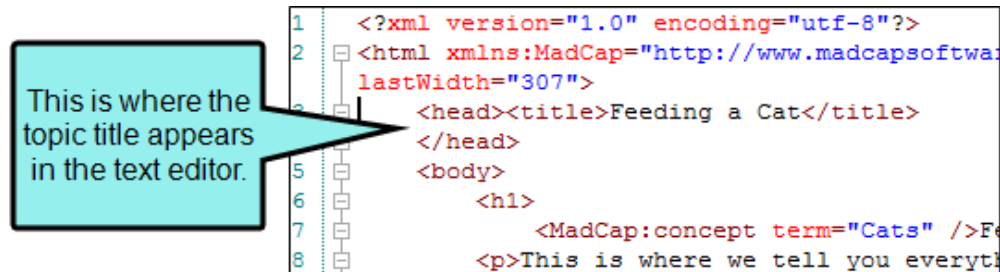 This is where the
topic title appears
in the text editor.
1 <?xml version="1.0" encoding="utf-8"?>
2 <html xmlns:MadCap="http://www.madcapsoftwar
lastWidth="307">
<head><title>Feeding a Cat</title>
</head>
5 <body>
6 <h1>
7 <MadCap:concept term="Cats" />Fe
8 <p>This is where we tell you everyth